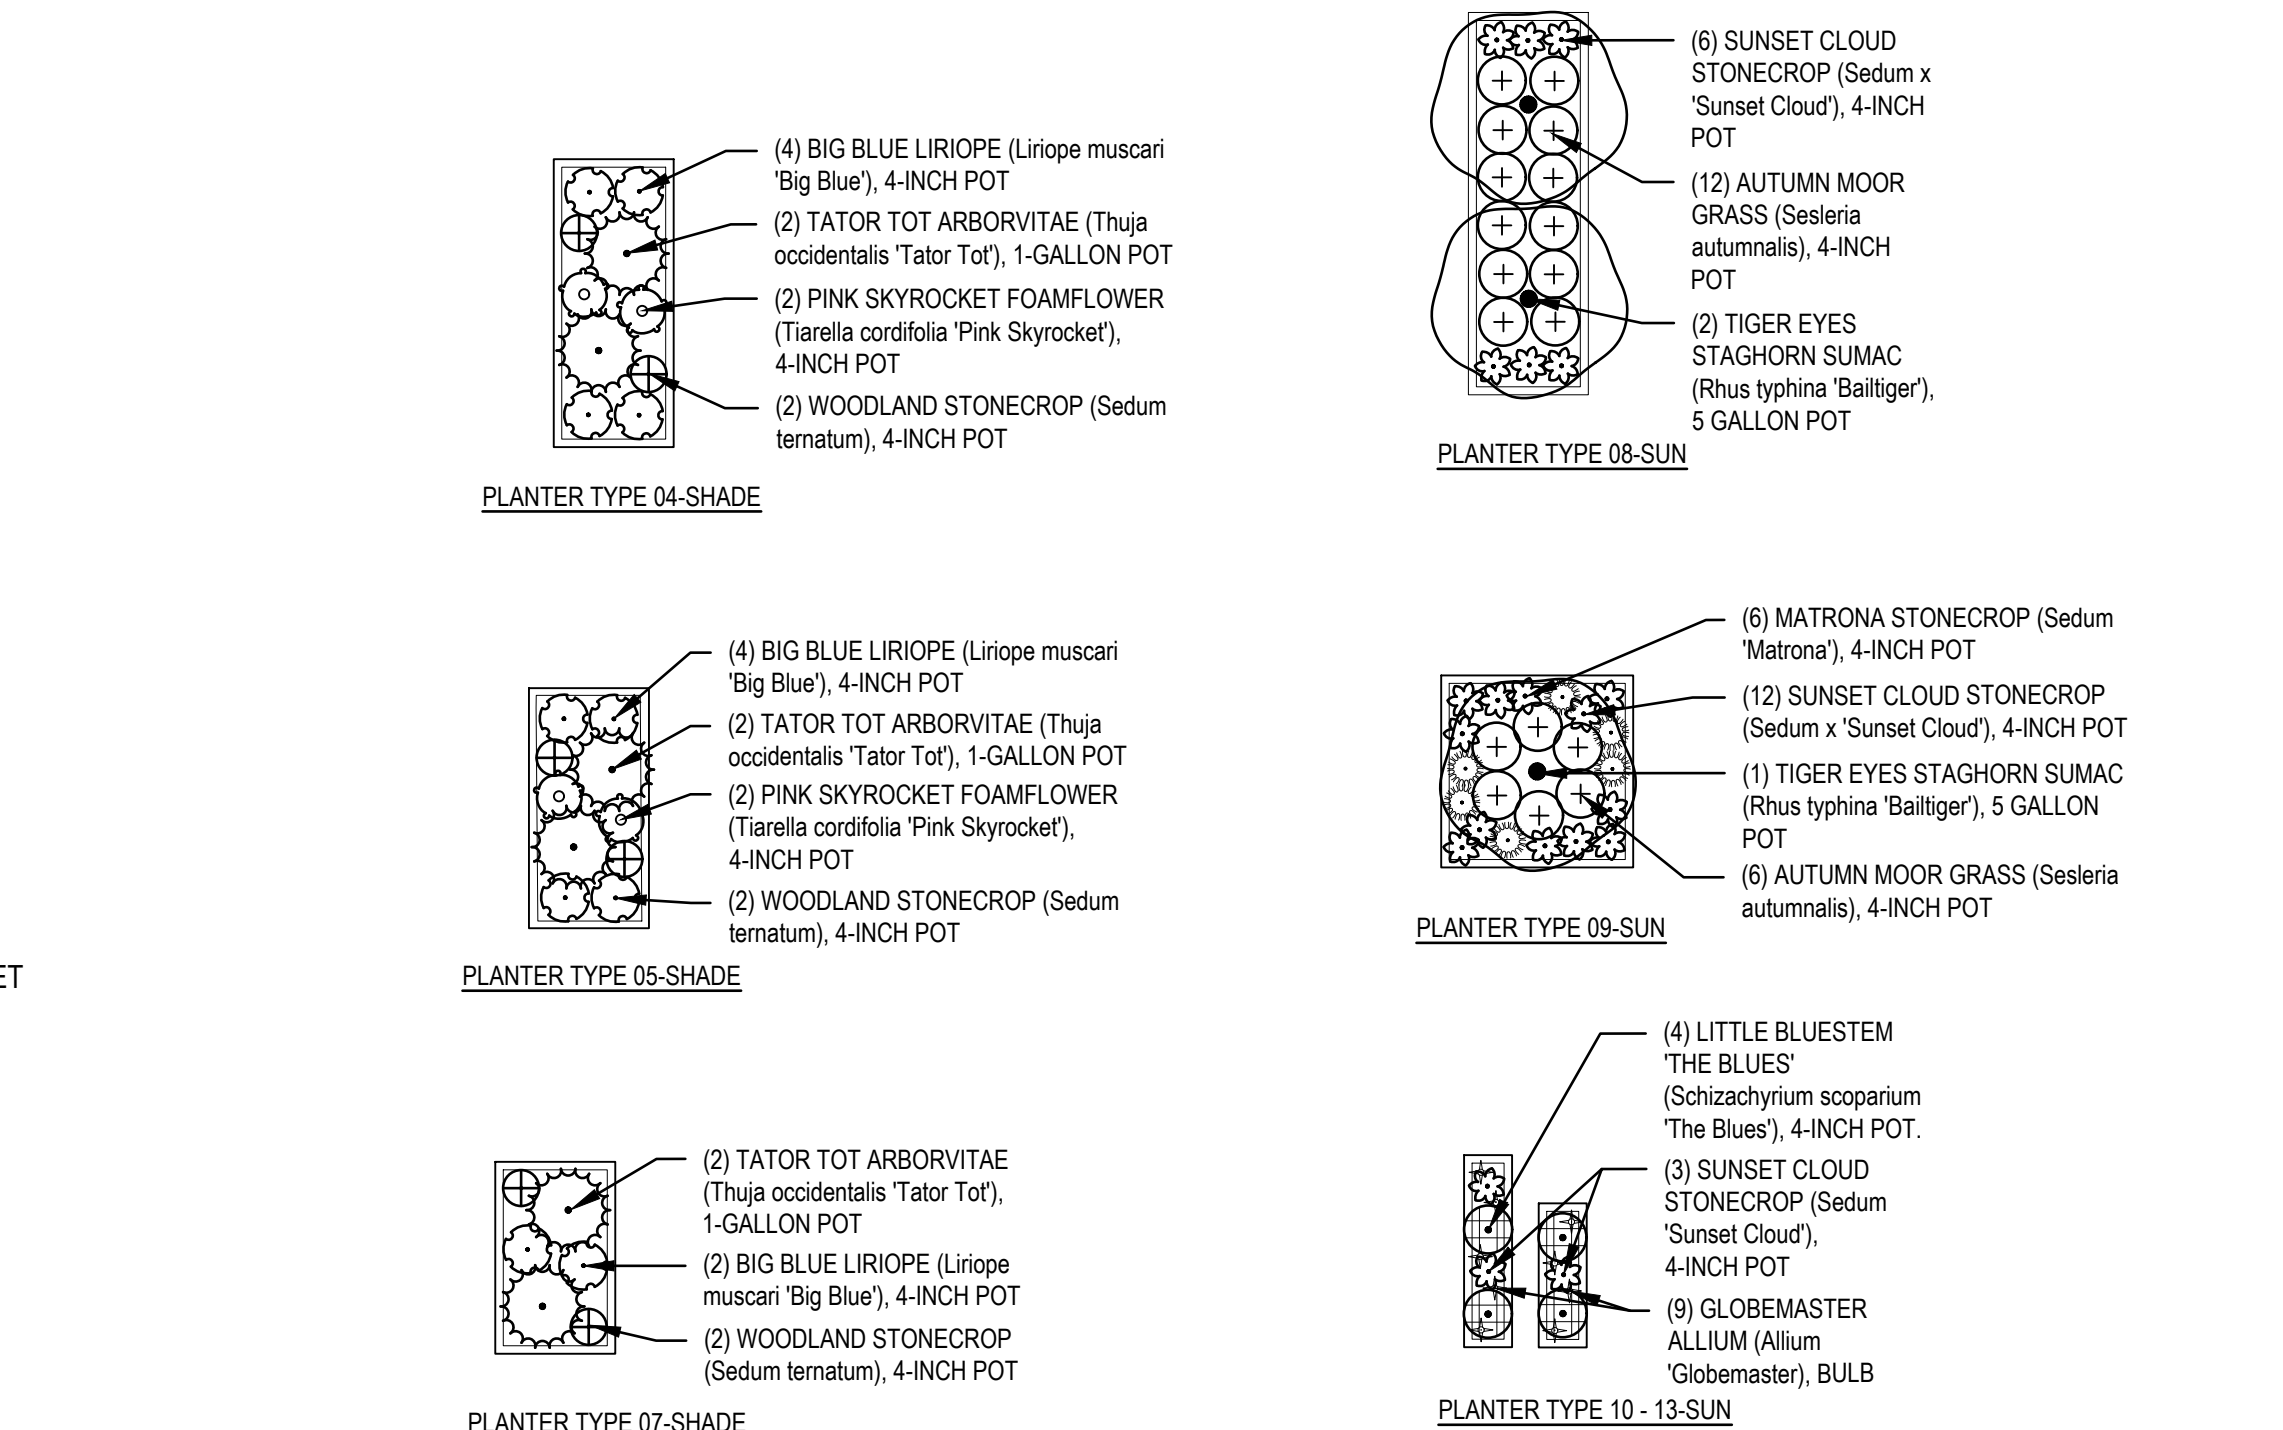 (4) BIG BLUE LIRIOPE (Liriope muscari
'Big Blue'), 4-INCH POT
(2) TATOR TOT ARBORVITAE (Thuja
occidentalis 'Tator Tot'), 1-GALLON POT
(2) PINK SKYROCKET FOAMFLOWER
(Tiarella cordifolia 'Pink Skyrocket'),
4-INCH POT
(2) WOODLAND STONECROP (Sedum
ternatum), 4-INCH POT
PLANTER TYPE 04-SHADE
(4) BIG BLUE LIRIOPE (Liriope muscari
'Big Blue'), 4-INCH POT
(2) TATOR TOT ARBORVITAE (Thuja
occidentalis 'Tator Tot'), 1-GALLON POT
(2) PINK SKYROCKET FOAMFLOWER
(Tiarella cordifolia 'Pink Skyrocket'),
4-INCH POT
(2) WOODLAND STONECROP (Sedum
ternatum), 4-INCH POT
PLANTER TYPE 05-SHADE
ET
(2) TATOR TOT ARBORVITAE
(Thuja occidentalis 'Tator Tot'),
1-GALLON POT
(2) BIG BLUE LIRIOPE (Liriope
muscari 'Big Blue'), 4-INCH POT
(2) WOODLAND STONECROP
(Sedum ternatum), 4-INCH POT
PLANTER TYPE 07-SHADE
(6) SUNSET CLOUD
STONECROP (Sedum x
'Sunset Cloud'), 4-INCH
POT
(12) AUTUMN MOOR
GRASS (Sesleria
autumnalis), 4-INCH
POT
(2) TIGER EYES
STAGHORN SUMAC
(Rhus typhina 'Bailtiger'),
5 GALLON POT
PLANTER TYPE 08-SUN
(6) MATRONA STONECROP (Sedum
'Matrona'), 4-INCH POT
(12) SUNSET CLOUD STONECROP
(Sedum x 'Sunset Cloud'), 4-INCH POT
(1) TIGER EYES STAGHORN SUMAC
(Rhus typhina 'Bailtiger'), 5 GALLON
POT
(6) AUTUMN MOOR GRASS (Sesleria
autumnalis), 4-INCH POT
PLANTER TYPE 09-SUN
(4) LITTLE BLUESTEM
'THE BLUES'
(Schizachyrium scoparium
'The Blues'), 4-INCH POT.
(3) SUNSET CLOUD
STONECROP (Sedum
'Sunset Cloud'),
4-INCH POT
(9) GLOBEMASTER
ALLIUM (Allium
'Globemaster), BULB
PLANTER TYPE 10 - 13-SUN